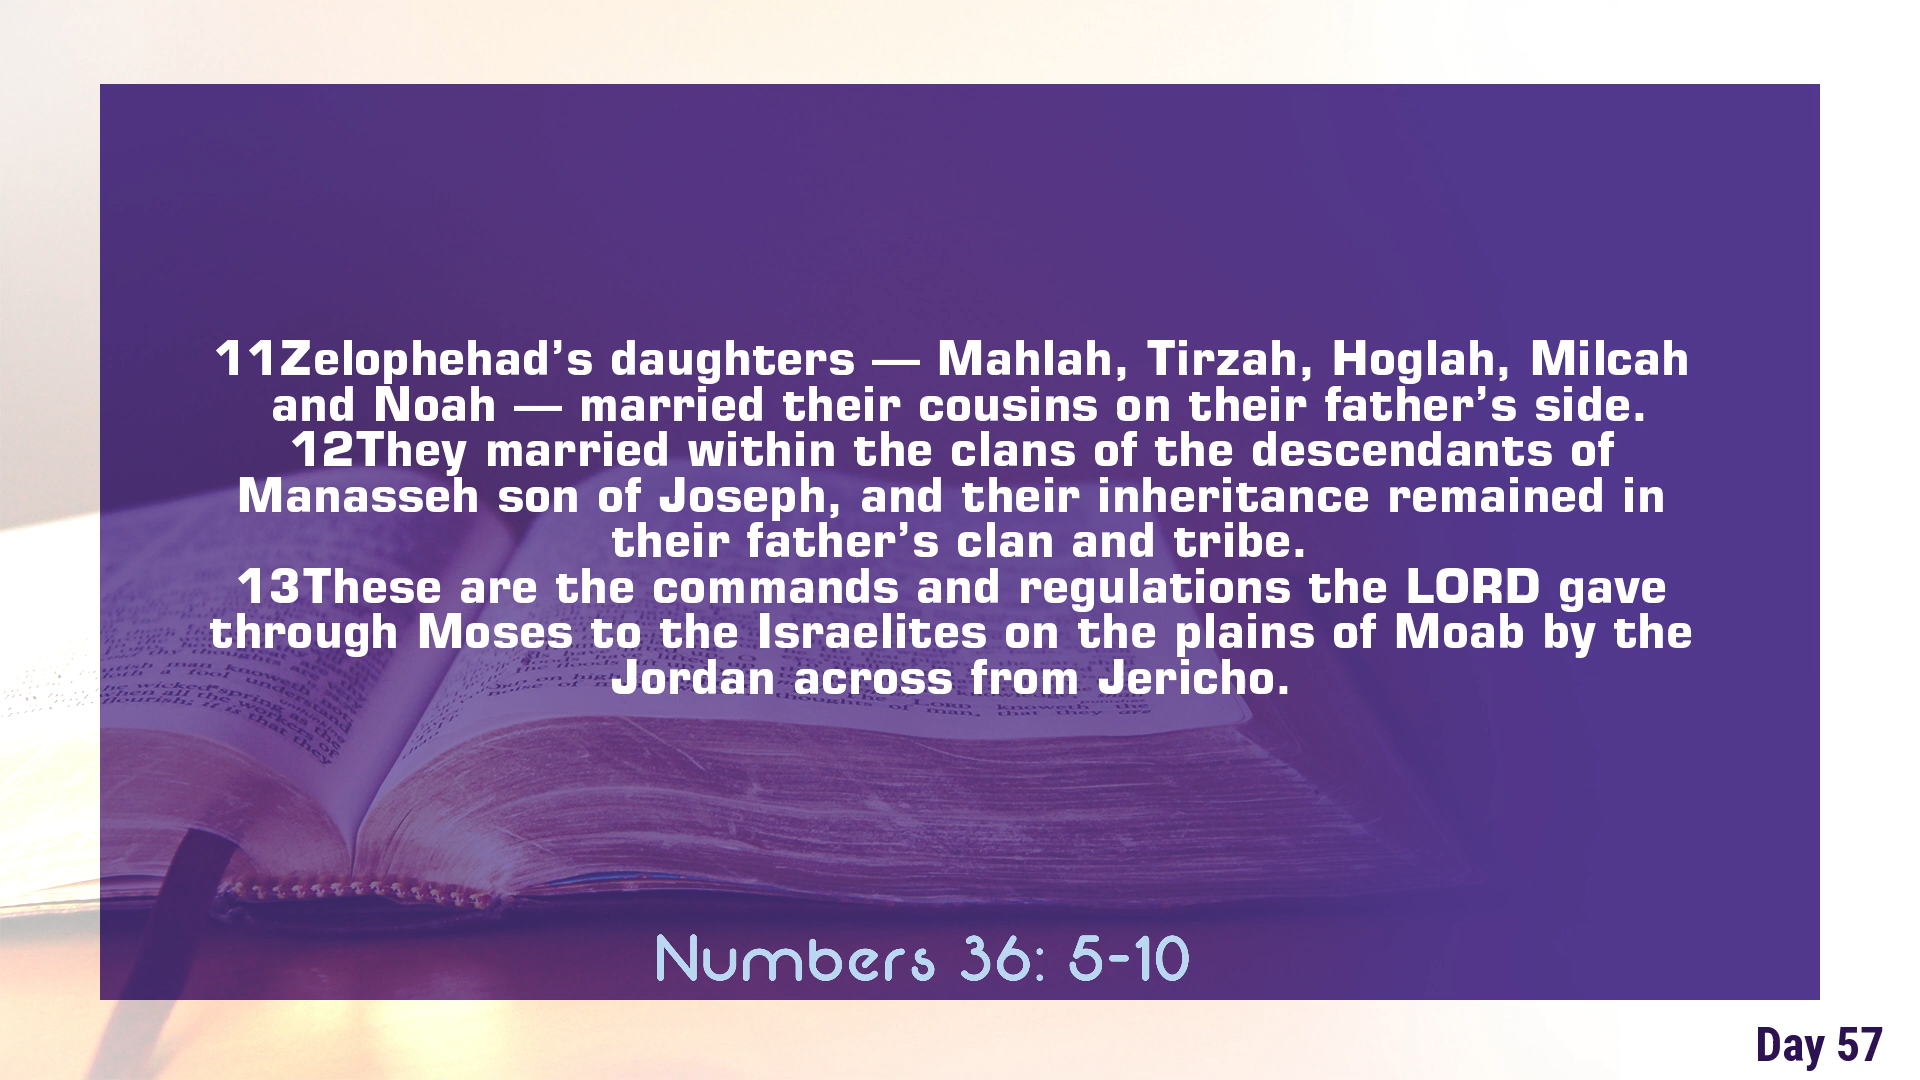 11Zelophehad’s daughters — Mahlah, Tirzah, Hoglah, Milcah
and Noah — married their cousins on their father’s side.
12They married within the clans of the descendants of
Manasseh son of Joseph, and their inheritance remained in
their father’s clan and tribe.
13These are the commands and regulations the LORD gave
through Moses to the Israelites on the plains of Moab by the
Jordan across from Jericho.
Numbers 36: 5-10
Day 57